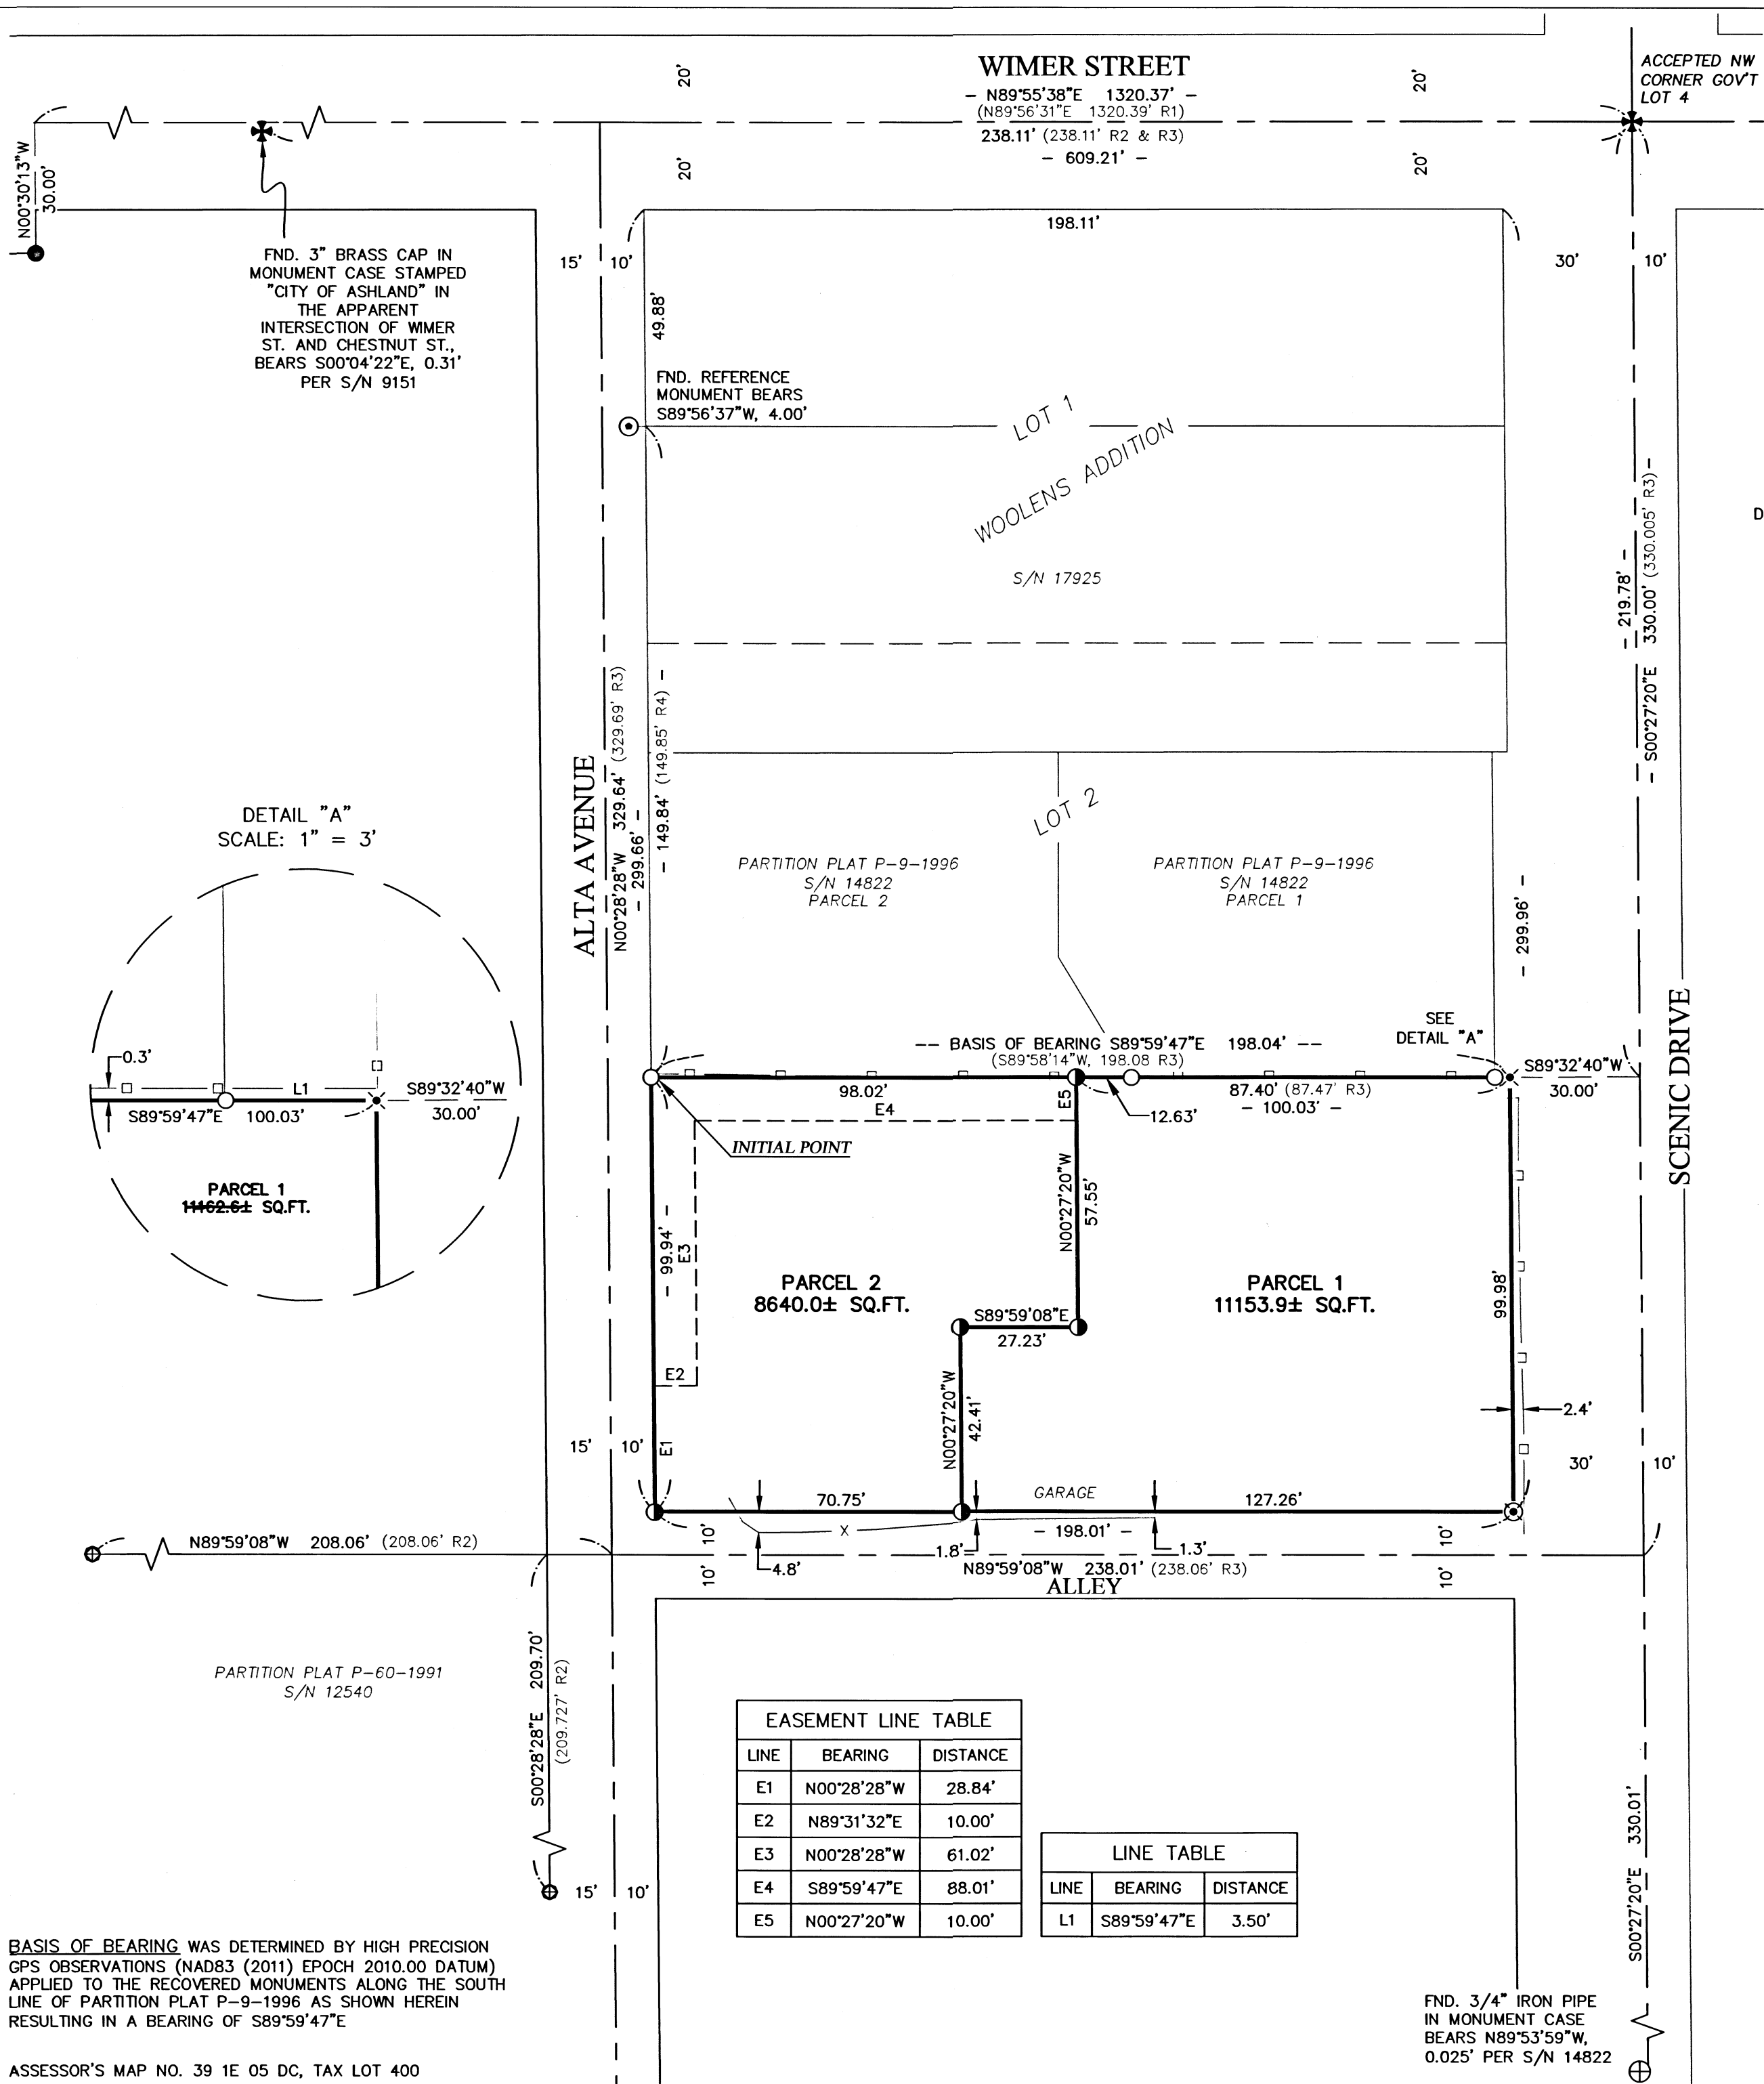 WIMER STREET
- N89°55'38"E 1320.37' -
(N89°56'31"E 1320.39' R1)
238.11' (238.11' R2 & R3)
- 609.21' -
20'
20'
20'
20'
ACCEPTED NW
CORNER GOV'T
LOT 4
N00°30'13"W
30.00'
FND. 3" BRASS CAP IN
MONUMENT CASE STAMPED
"CITY OF ASHLAND" IN
THE APPARENT
INTERSECTION OF WIMER
ST. AND CHESTNUT ST.,
BEARS S00°04'22"E, 0.31'
PER S/N 9151
15' 10'
198.11'
30' 10'
49.88'
FND. REFERENCE
MONUMENT BEARS
S89°56'37"W, 4.00'
LOT 1
WOOLENS ADDITION
S/N 17925
D
- 219.78' -
- S00°27'20"E 330.00' (330.005' R3) -
ALTA AVENUE
N00°28'28"W 329.64' (329.69' R3)
- 299.66' -
- 149.84' (149.85' R4) -
LOT 2
PARTITION PLAT P-9-1996
S/N 14822
PARCEL 2
PARTITION PLAT P-9-1996
S/N 14822
PARCEL 1
- 299.96' -
SCENIC DRIVE
DETAIL "A"
SCALE: 1" = 3'
0.3'
L1
S89°59'47"E 100.03'
S89°32'40"W
30.00'
PARCEL 1
11162.6± SQ.FT.
SEE
DETAIL "A"
-- BASIS OF BEARING S89°59'47"E 198.04' --
(S89°58'14"W, 198.08 R3)
S89°32'40"W
30.00'
98.02'
87.40' (87.47' R3)
- 100.03' -
12.63'
E4
E5
INITIAL POINT
N00°27'20"W
57.55'
- 99.94' -
E3
PARCEL 2
8640.0± SQ.FT.
PARCEL 1
11153.9± SQ.FT.
99.98'
S89°59'08"E
27.23'
E2
N00°27'20"W
42.41'
2.4'
15' 10'
E1
30' 10'
70.75'
GARAGE
127.26'
X
- 198.01' -
N89°59'08"W 208.06' (208.06' R2)
10'
10'
4.8'
1.8'
1.3'
10'
10'
N89°59'08"W 238.01' (238.06' R3)
ALLEY
PARTITION PLAT P-60-1991
S/N 12540
S00°28'28"E 209.70'
(209.727' R2)
15' 10'
EASEMENT LINE TABLE
LINE BEARING DISTANCE
E1 N00°28'28"W 28.84'
E2 N89°31'32"E 10.00'
E3 N00°28'28"W 61.02'
E4 S89°59'47"E 88.01'
E5 N00°27'20"W 10.00'
LINE TABLE
LINE BEARING DISTANCE
L1 S89°59'47"E 3.50'
S00°27'20"E 330.01'
BASIS OF BEARING WAS DETERMINED BY HIGH PRECISION
GPS OBSERVATIONS (NAD83 (2011) EPOCH 2010.00 DATUM)
APPLIED TO THE RECOVERED MONUMENTS ALONG THE SOUTH
LINE OF PARTITION PLAT P-9-1996 AS SHOWN HEREIN
RESULTING IN A BEARING OF S89°59'47"E
ASSESSOR'S MAP NO. 39 1E 05 DC, TAX LOT 400
FND. 3/4" IRON PIPE
IN MONUMENT CASE
BEARS N89°53'59"W,
0.025' PER S/N 14822